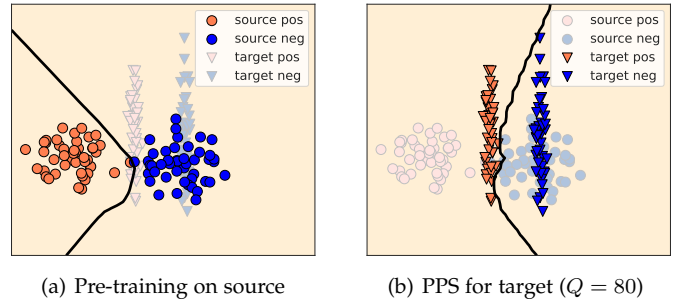 source pos
source neg
target pos
target neg
source pos
source neg
target pos
target neg
(a) Pre-training on source
(b) PPS for target (Q = 80)